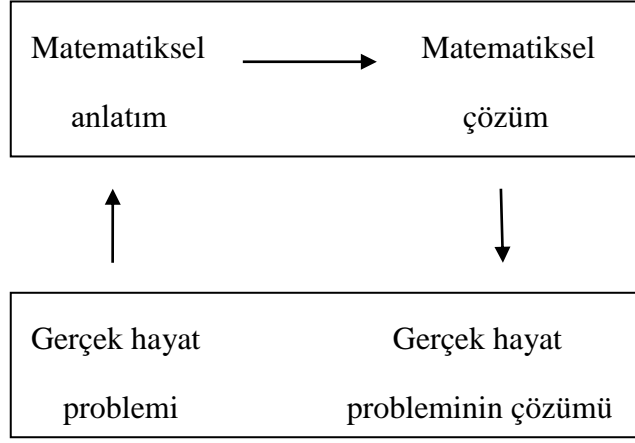 Matematiksel Matematiksel
anlatım çözüm
Gerçek hayat Gerçek hayat
problemi probleminin çözümü